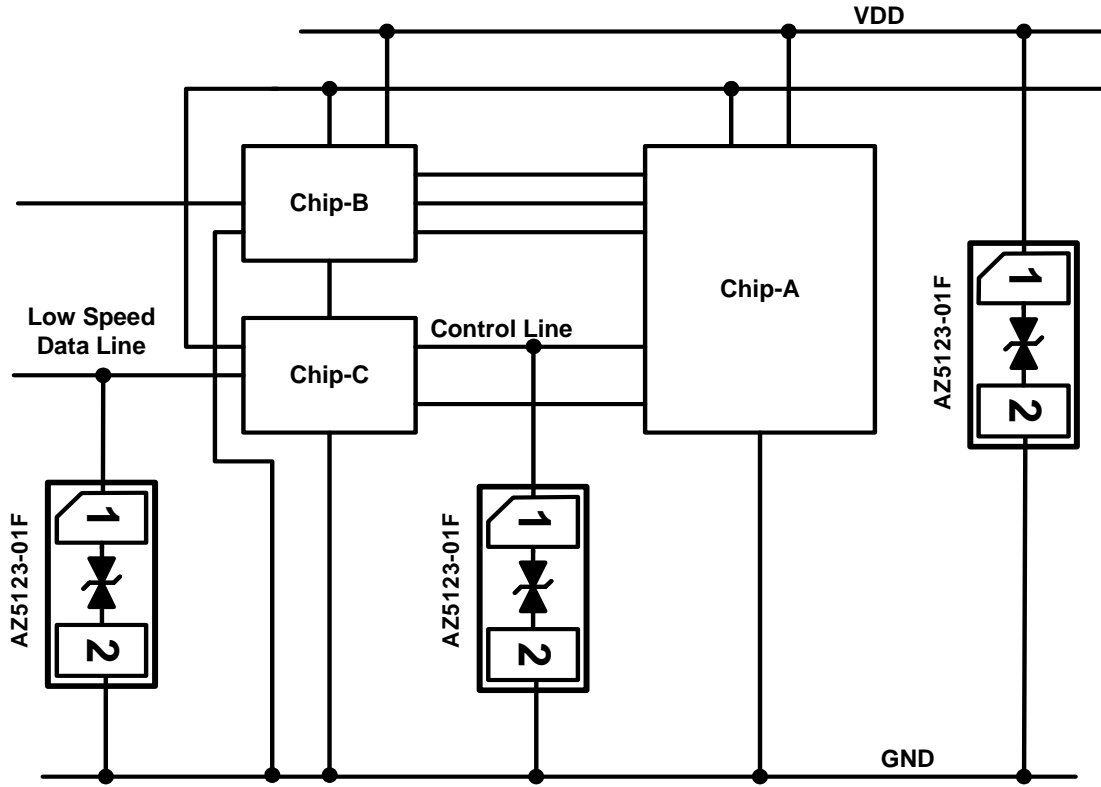 VDD
Chip-B
Chip-A
1
AZ5123-01F
2
Low Speed
Data Line
Control Line
Chip-C
1
AZ5123-01F
2
1
AZ5123-01F
2
GND